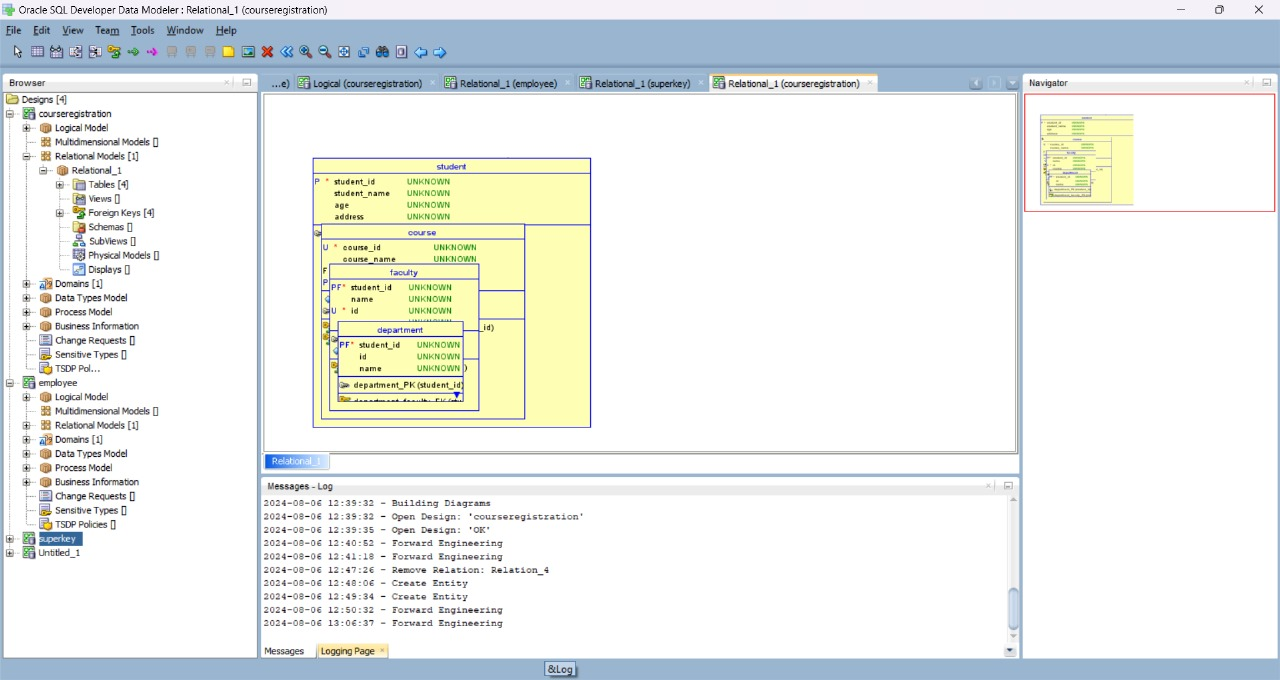 Oracle SQL Developer Data Modeler : Relational_1 (courseregistration)
File Edit View Team Tools Window Help
Browser
Designs [4]
courseregistration
Logical Model
Multidimensional Models []
Relational Models [1]
Relational_1
Tables [4]
Views []
Foreign Keys [4]
Schemas []
SubViews []
Physical Models []
Displays []
Domains [1]
Data Types Model
Process Model
Business Information
Change Requests []
Sensitive Types []
TSDP Pol...
employee
Logical Model
Multidimensional Models []
Relational Models [1]
Domains [1]
Data Types Model
Process Model
Business Information
Change Requests []
Sensitive Types []
TSDP Policies []
superkey
Untitled_1
...e) Logical (courseregistration) Relational_1 (employee) Relational_1 (superkey) Relational_1 (courseregistration)
student
P * student_id UNKNOWN
student_name UNKNOWN
age UNKNOWN
address UNKNOWN
course
U * course_id UNKNOWN
course_name UNKNOWN
F
P
faculty
PF* student_id UNKNOWN
name UNKNOWN
U * id UNKNOWN
_id)
department
PF* student_id UNKNOWN
id UNKNOWN
name UNKNOWN
)
department_PK (student_id)
Relational_1
Messages - Log
2024-08-06 12:39:32 - Building Diagrams
2024-08-06 12:39:32 - Open Design: 'courseregistration'
2024-08-06 12:39:35 - Open Design: 'OK'
2024-08-06 12:40:52 - Forward Engineering
2024-08-06 12:41:18 - Forward Engineering
2024-08-06 12:47:26 - Remove Relation: Relation_4
2024-08-06 12:48:06 - Create Entity
2024-08-06 12:49:34 - Create Entity
2024-08-06 12:50:32 - Forward Engineering
2024-08-06 13:06:37 - Forward Engineering
Messages Logging Page
&Log
Navigator